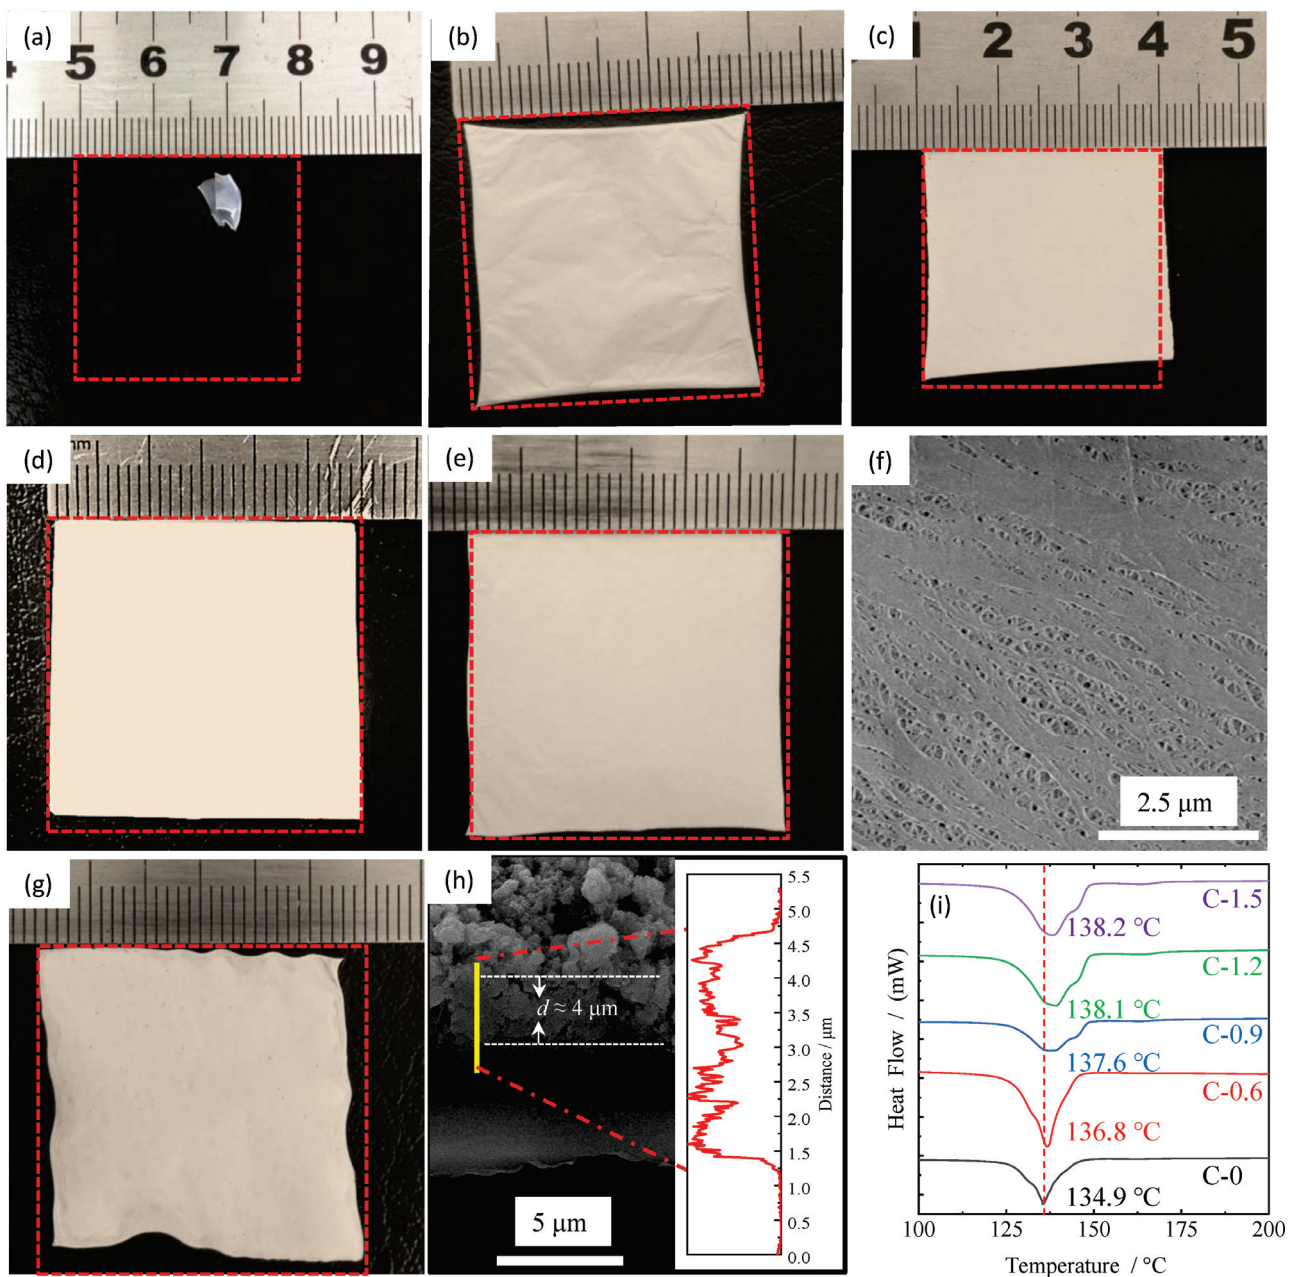 (a)
4 5 6 7 8 9
(b)
(c)
1 2 3 4 5
(d)
mm
(e)
(f)
2.5 μm
(g)
(h)
d ≈ 4 μm
5 μm
5.5
5.0
4.5
4.0
3.5
3.0
2.5
2.0
1.5
1.0
0.5
0.0
Distance / μm
(i)
C-1.5
138.2 °C
C-1.2
138.1 °C
C-0.9
137.6 °C
C-0.6
136.8 °C
C-0
134.9 °C
Heat Flow / (mW)
100 125 150 175 200
Temperature / °C